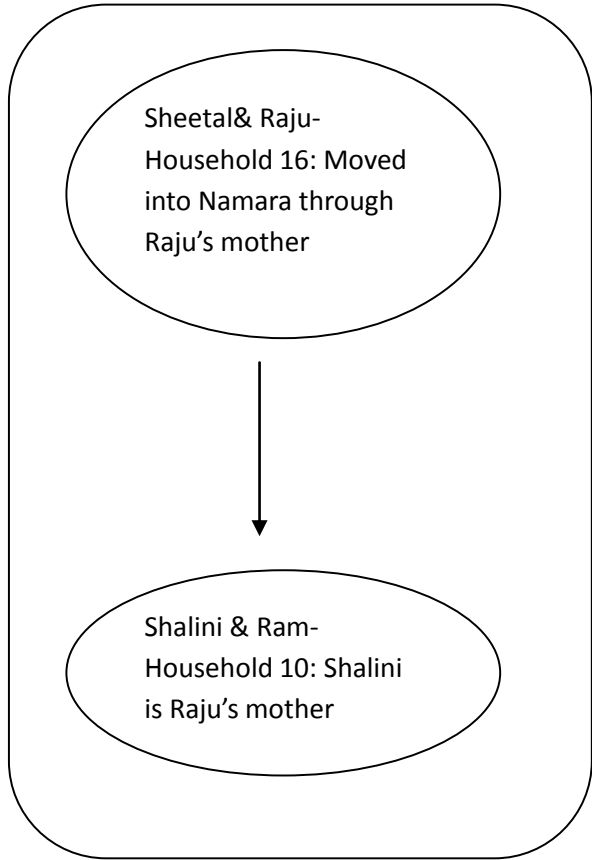 Sheetal& Raju-
Household 16: Moved
into Namara through
Raju’s mother
Shalini & Ram-
Household 10: Shalini
is Raju’s mother